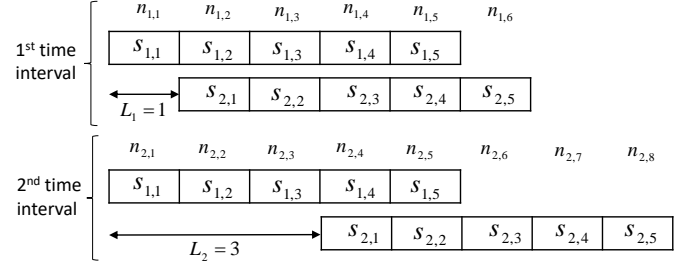 n1,1 n1,2 n1,3 n1,4 n1,5 n1,6
1st time interval
s1,1 s1,2 s1,3 s1,4 s1,5
s2,1 s2,2 s2,3 s2,4 s2,5
L1 = 1
n2,1 n2,2 n2,3 n2,4 n2,5 n2,6 n2,7 n2,8
2nd time interval
s1,1 s1,2 s1,3 s1,4 s1,5
s2,1 s2,2 s2,3 s2,4 s2,5
L2 = 3